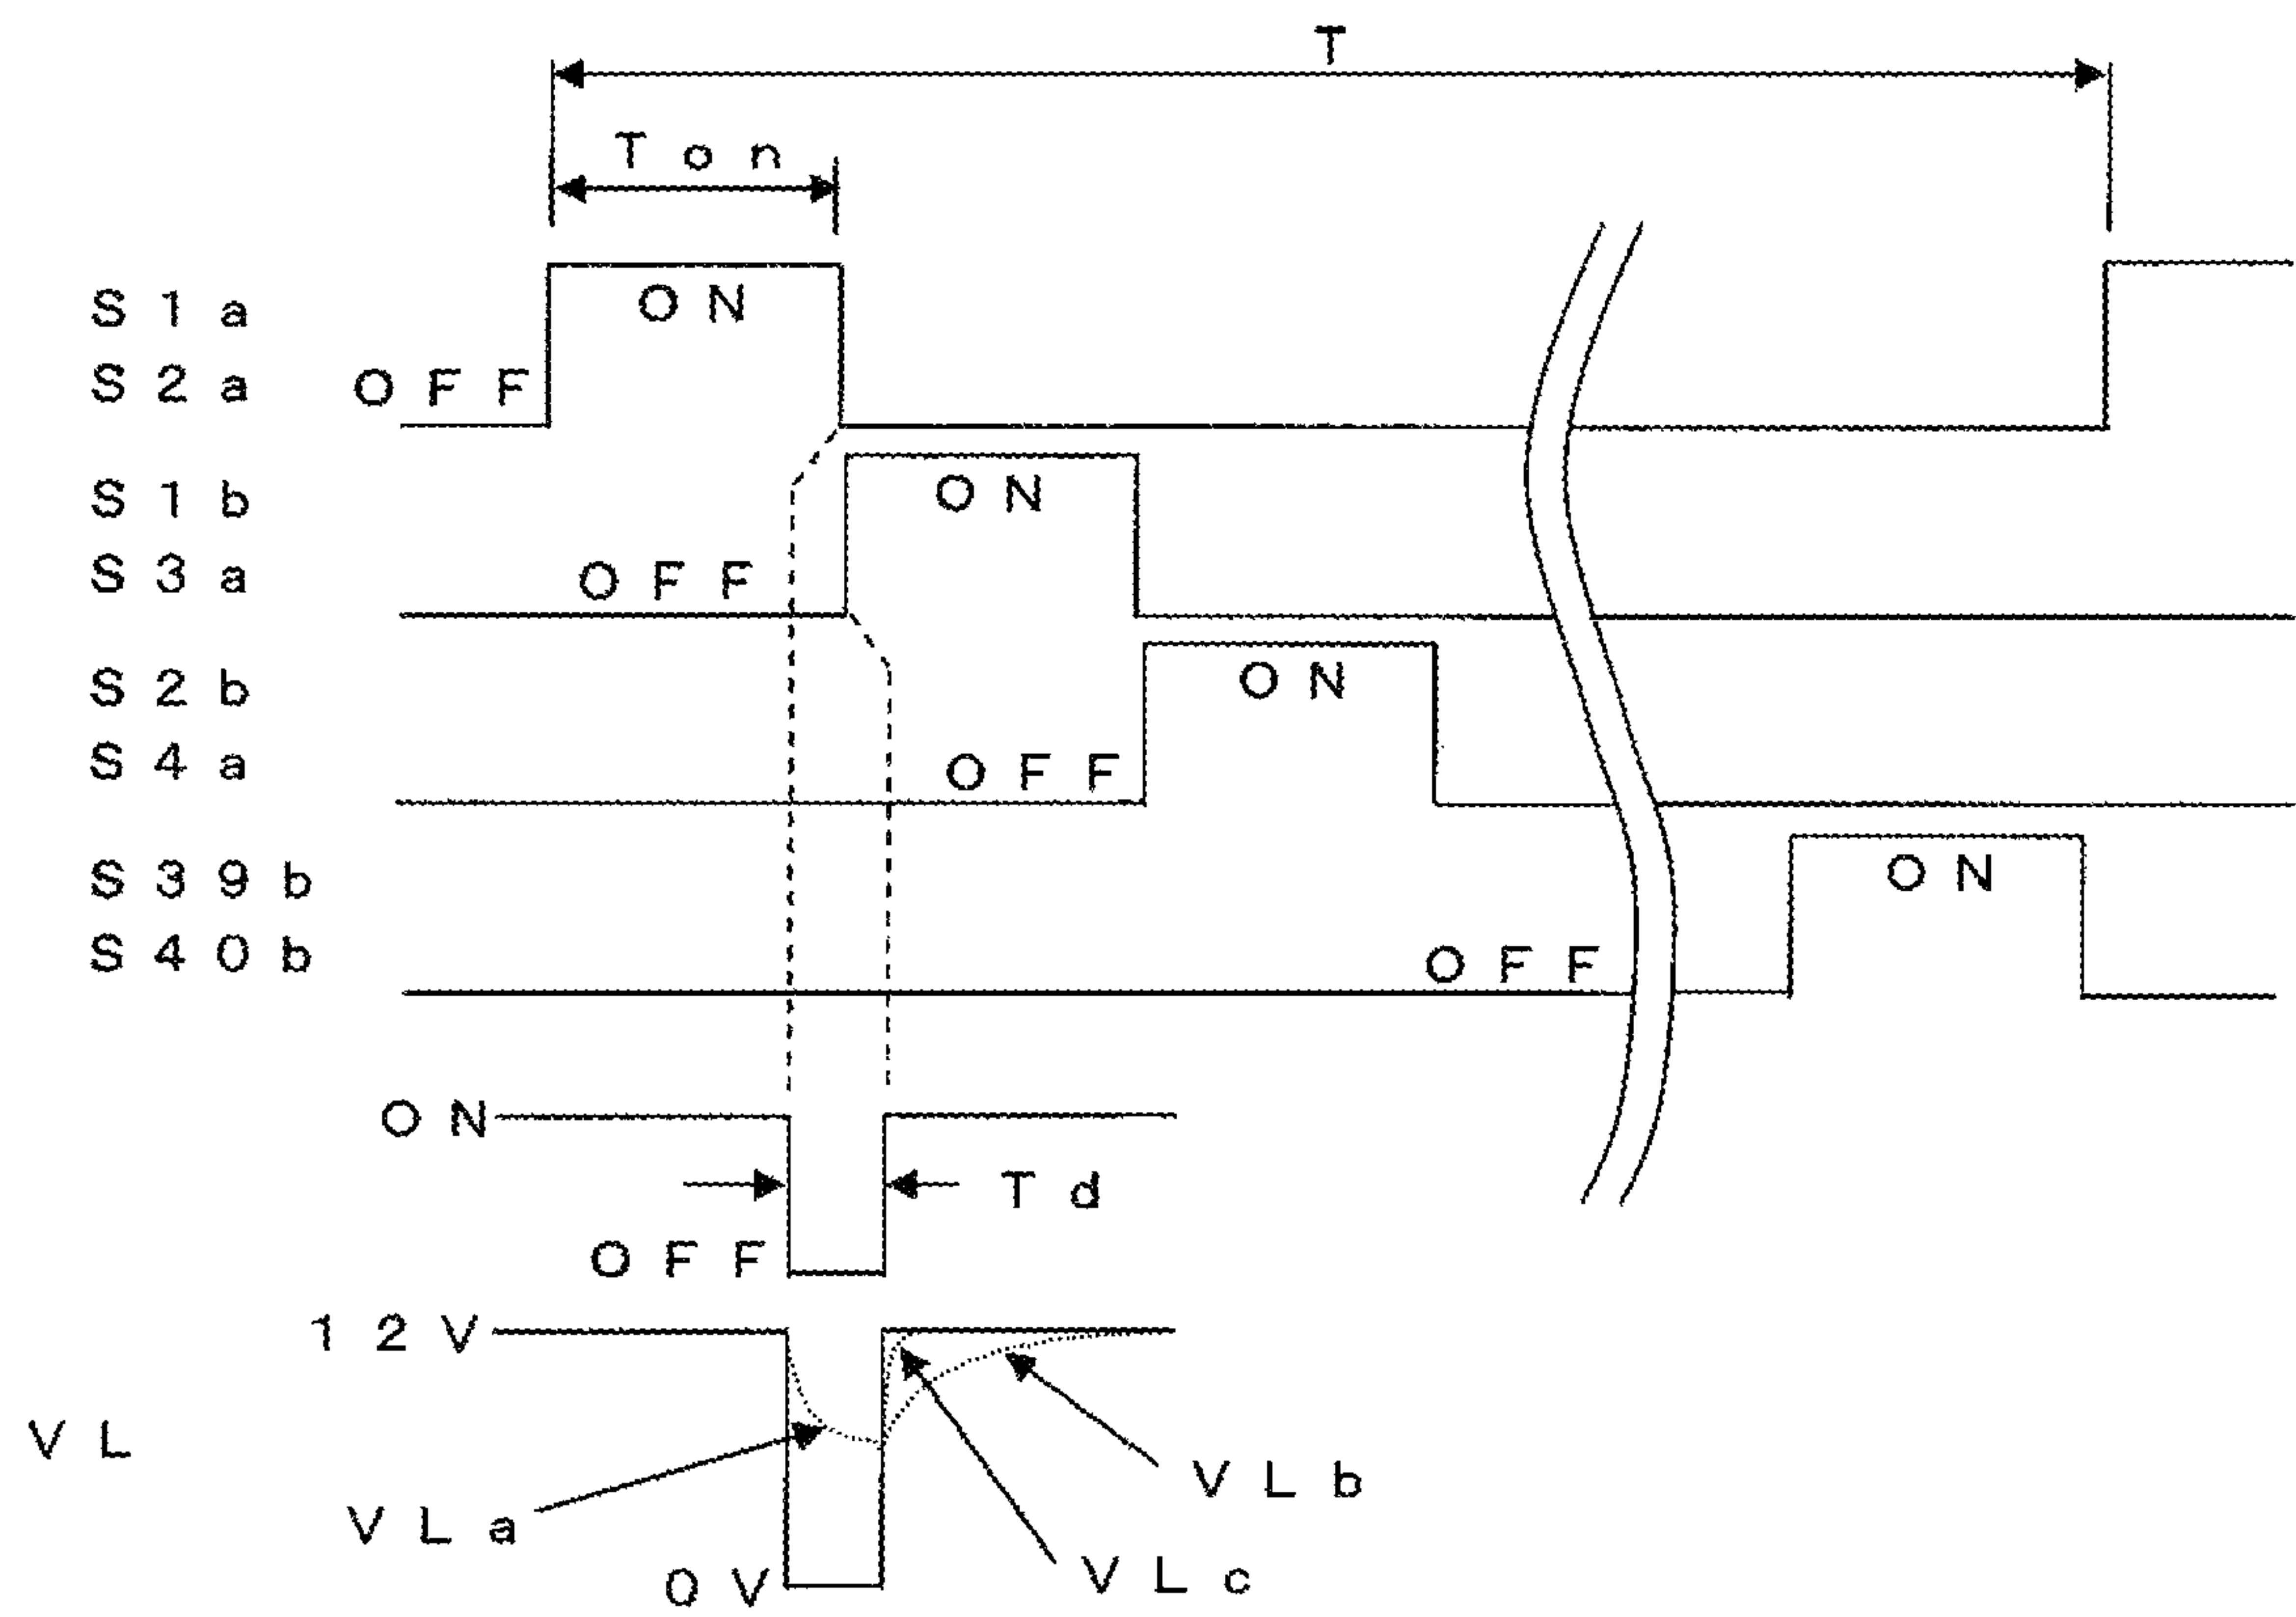 T
Ton
S1a
ON
S2a
OFF
S1b
ON
S3a
OFF
S2b
ON
S4a
OFF
S39b
ON
S40b
OFF
ON
Td
OFF
12V
VL
VLb
VLa
VLc
0V